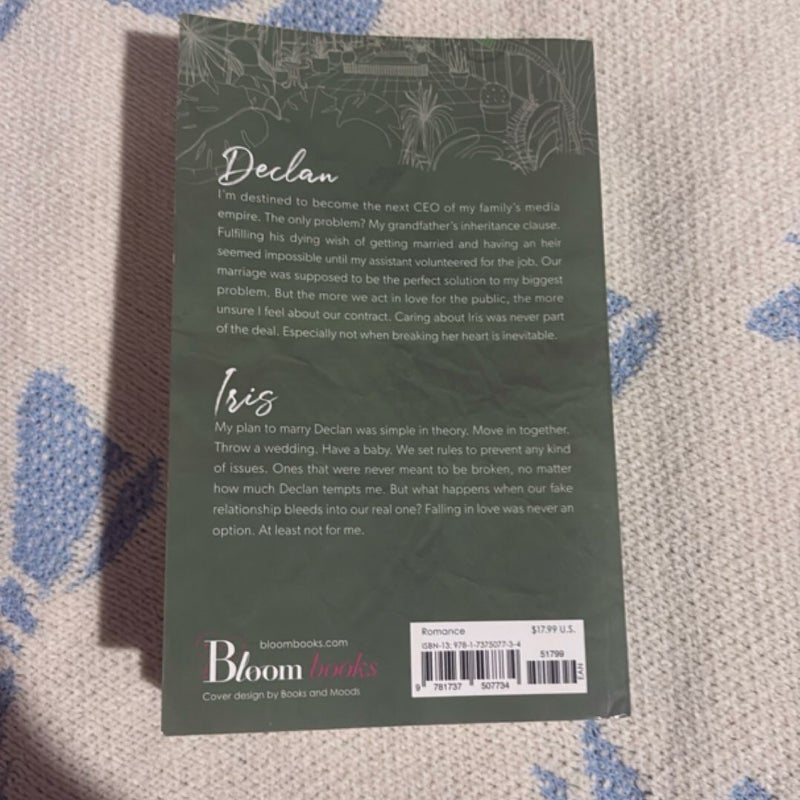 Declan
I'm destined to become the next CEO of my family's media
empire. The only problem? My grandfather's inheritance clause.
Fulfilling his dying wish of getting married and having an heir
seemed impossible until my assistant volunteered for the job. Our
marriage was supposed to be the perfect solution to my biggest
problem. But the more we act in love for the public, the more
unsure I feel about our contract. Caring about Iris was never part
of the deal. Especially not when breaking her heart is inevitable.
Iris
My plan to marry Declan was simple in theory. Move in together.
Throw a wedding. Have a baby. We set rules to prevent any kind
of issues. Ones that were never meant to be broken, no matter
how much Declan tempts me. But what happens when our fake
relationship bleeds into our real one? Falling in love was never an
option. At least not for me.
bloombooks.com
Bloom books
Cover design by Books and Moods
Romance $17.99 U.S.
ISBN-13: 978-1-7375077-3-4
51799
9 781737 507734
EAN